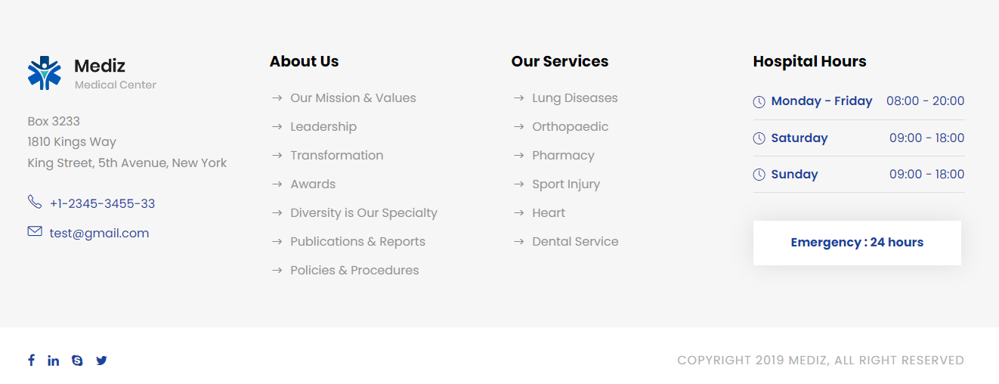 Mediz
Medical Center
Box 3233
1810 Kings Way
King Street, 5th Avenue, New York
+1-2345-3455-33
test@gmail.com
About Us
→ Our Mission & Values
→ Leadership
→ Transformation
→ Awards
→ Diversity is Our Specialty
→ Publications & Reports
→ Policies & Procedures
Our Services
→ Lung Diseases
→ Orthopaedic
→ Pharmacy
→ Sport Injury
→ Heart
→ Dental Service
Hospital Hours
Monday - Friday 08:00 - 20:00
Saturday 09:00 - 18:00
Sunday 09:00 - 18:00
Emergency : 24 hours
COPYRIGHT 2019 MEDIZ, ALL RIGHT RESERVED